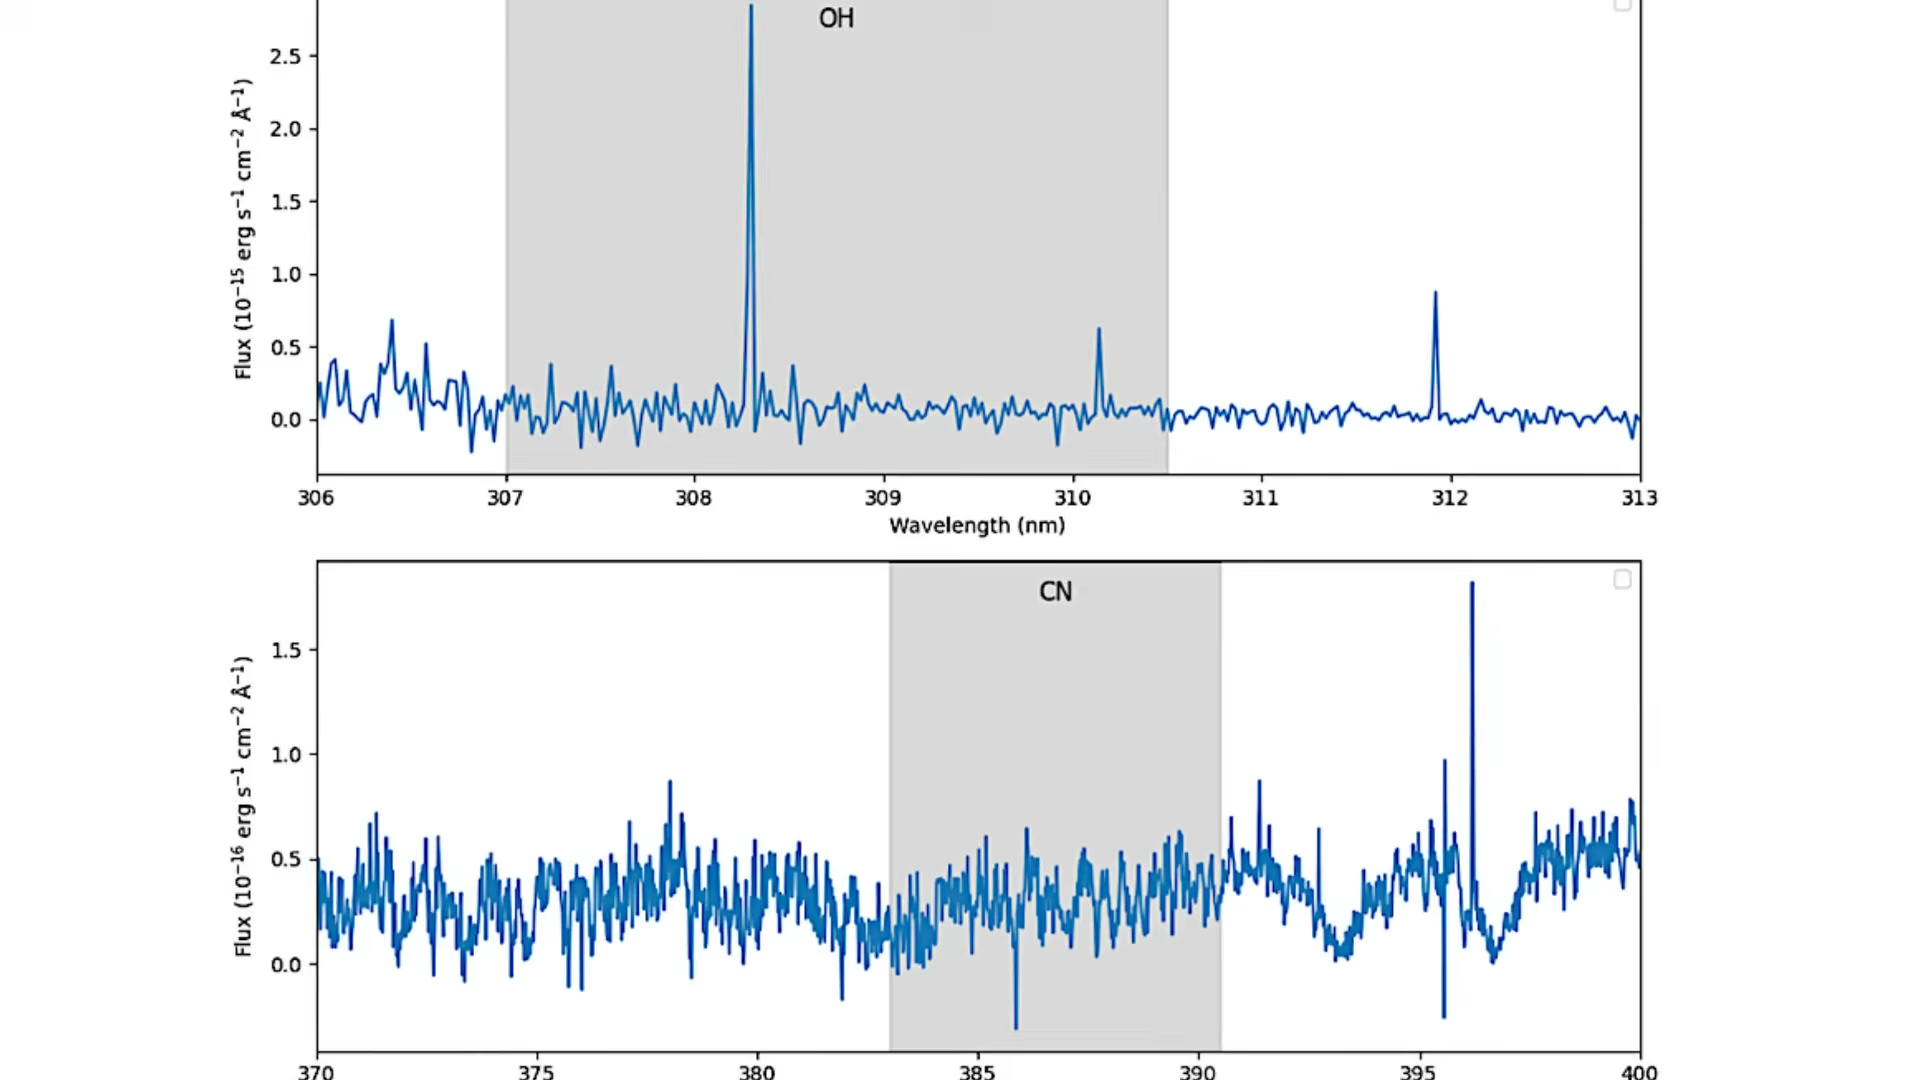 OH
2.5
2.0
1.5
1.0
0.5
0.0
Flux (10⁻¹⁵ erg s⁻¹ cm⁻² Å⁻¹)
306 307 308 309 310 311 312 313
Wavelength (nm)
CN
1.5
1.0
0.5
0.0
Flux (10⁻¹⁶ erg s⁻¹ cm⁻² Å⁻¹)
370 375 380 385 390 395 400